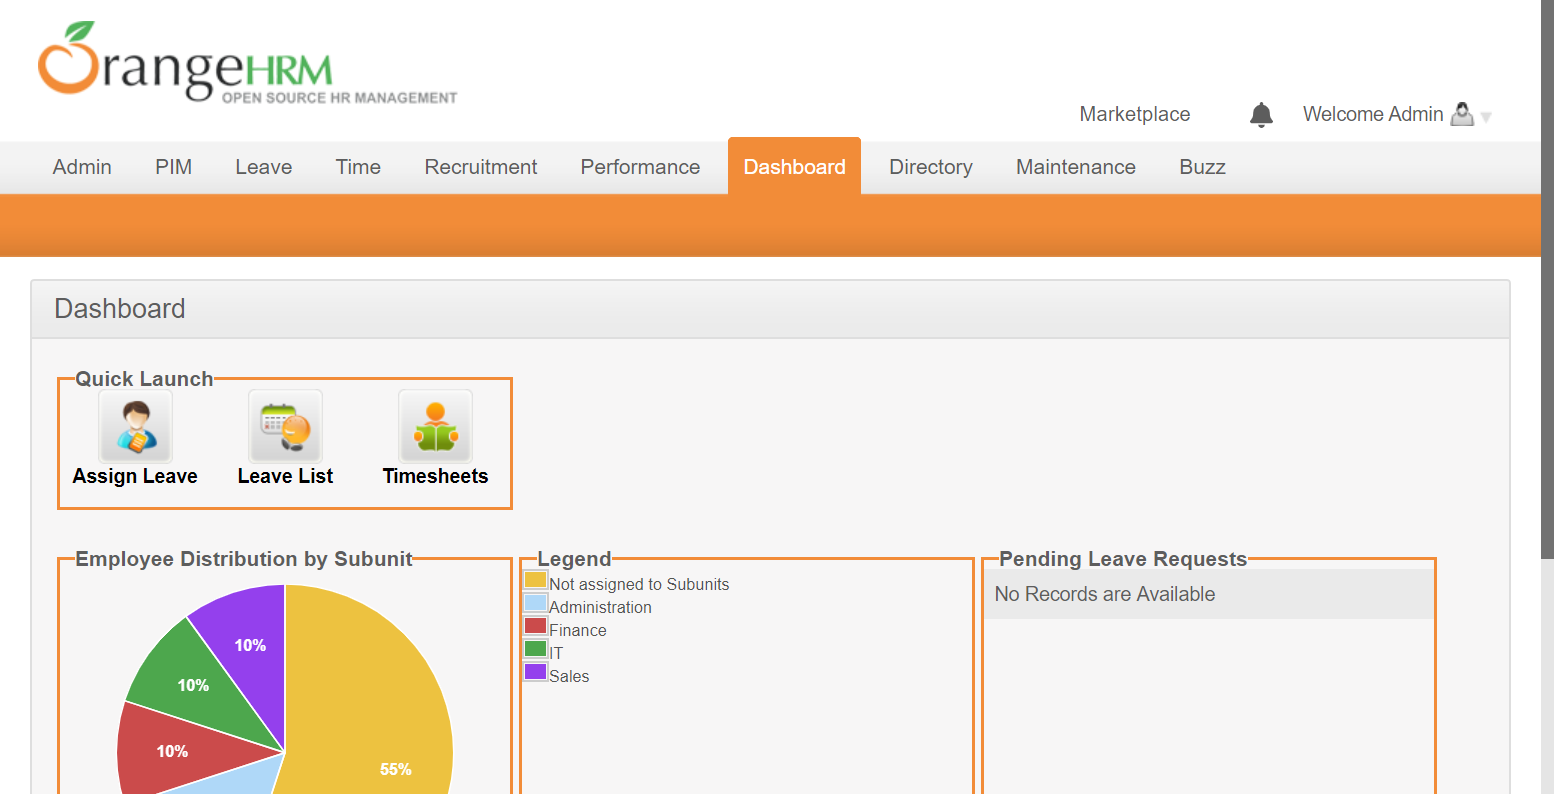 OrangeHRM
OPEN SOURCE HR MANAGEMENT
Marketplace
Welcome Admin
Admin PIM Leave Time Recruitment Performance Dashboard Directory Maintenance Buzz
Dashboard
Quick Launch
Assign Leave Leave List Timesheets
Employee Distribution by Subunit
10%
10%
10%
55%
Legend
Not assigned to Subunits
Administration
Finance
IT
Sales
Pending Leave Requests
No Records are Available